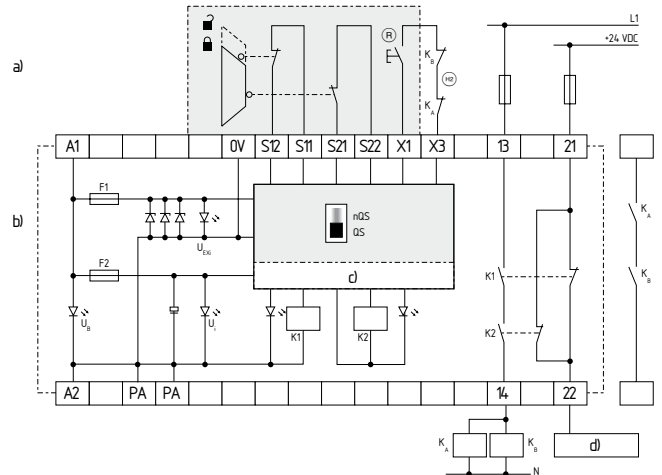 L1
+24 VDC
a)
R
K_B
H2
K_A
A1 0V S12 S11 S21 S22 X1 X3 13 21
b)
F1
nQS
QS
U_EXi
K_A
F2
c)
K1
K_B
U_B
U_i
K1
K2
K2
A2 PA PA 14 22
K_A
K_B
d)
N